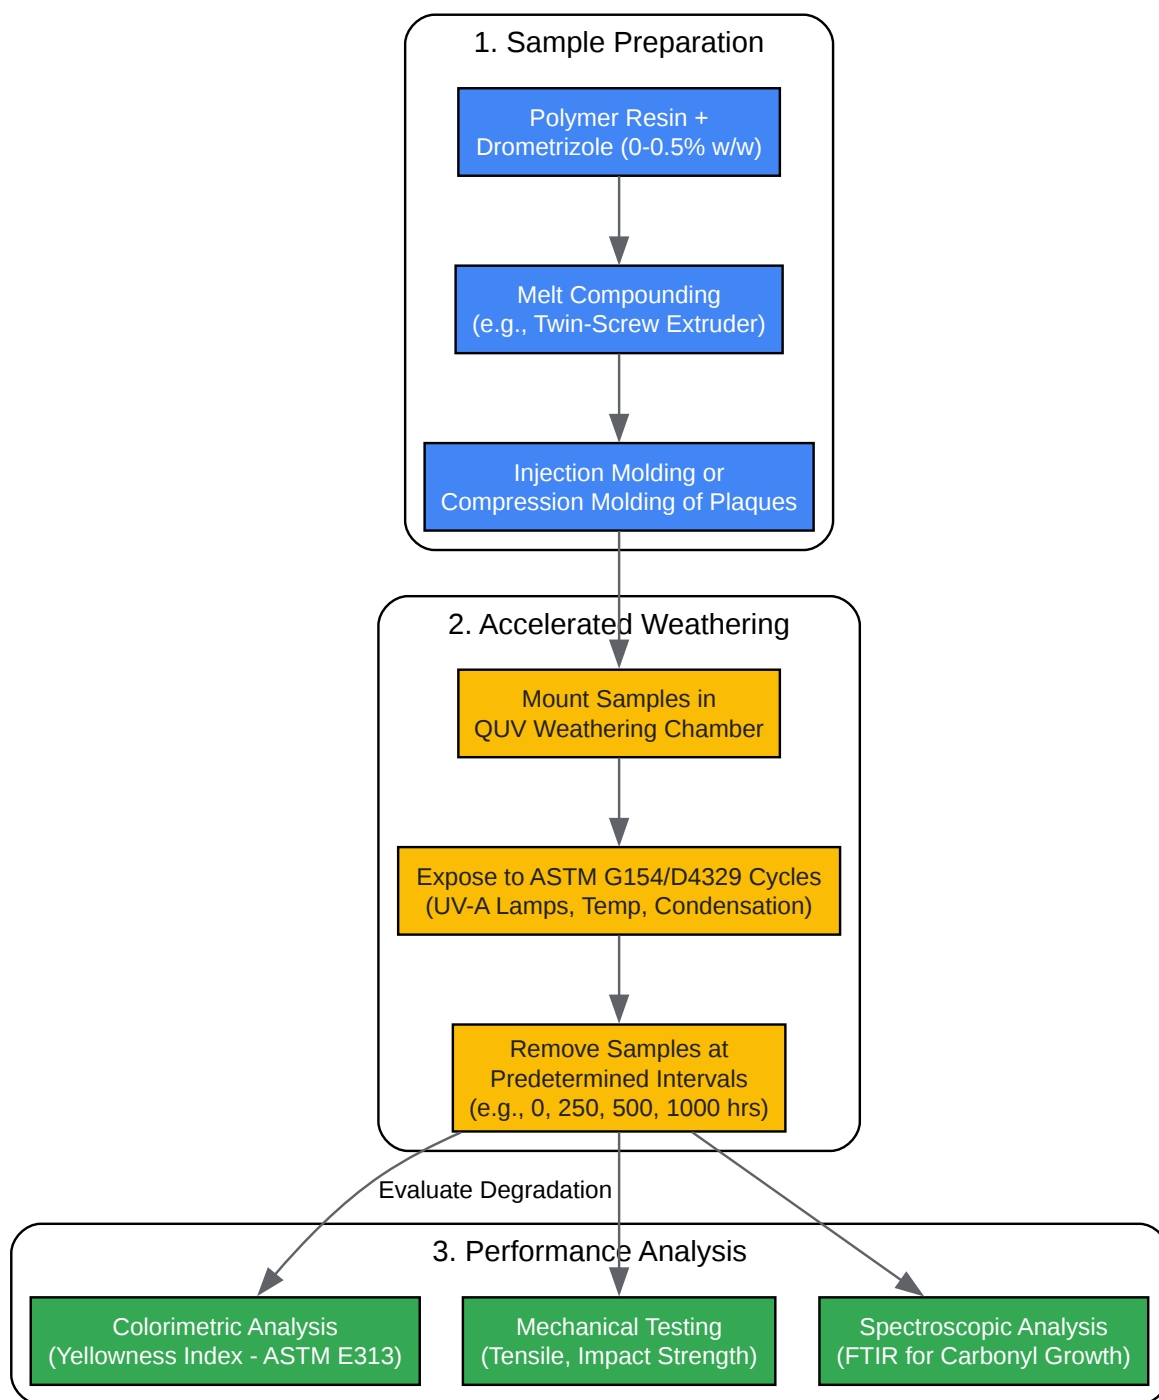 1. Sample Preparation
Polymer Resin +
Drometrizole (0-0.5% w/w)
Melt Compounding
(e.g., Twin-Screw Extruder)
Injection Molding or
Compression Molding of Plaques
2. Accelerated Weathering
Mount Samples in
QUV Weathering Chamber
Expose to ASTM G154/D4329 Cycles
(UV-A Lamps, Temp, Condensation)
Remove Samples at
Predetermined Intervals
(e.g., 0, 250, 500, 1000 hrs)
Evaluate Degradation
3. Performance Analysis
Colorimetric Analysis
(Yellowness Index - ASTM E313)
Mechanical Testing
(Tensile, Impact Strength)
Spectroscopic Analysis
(FTIR for Carbonyl Growth)